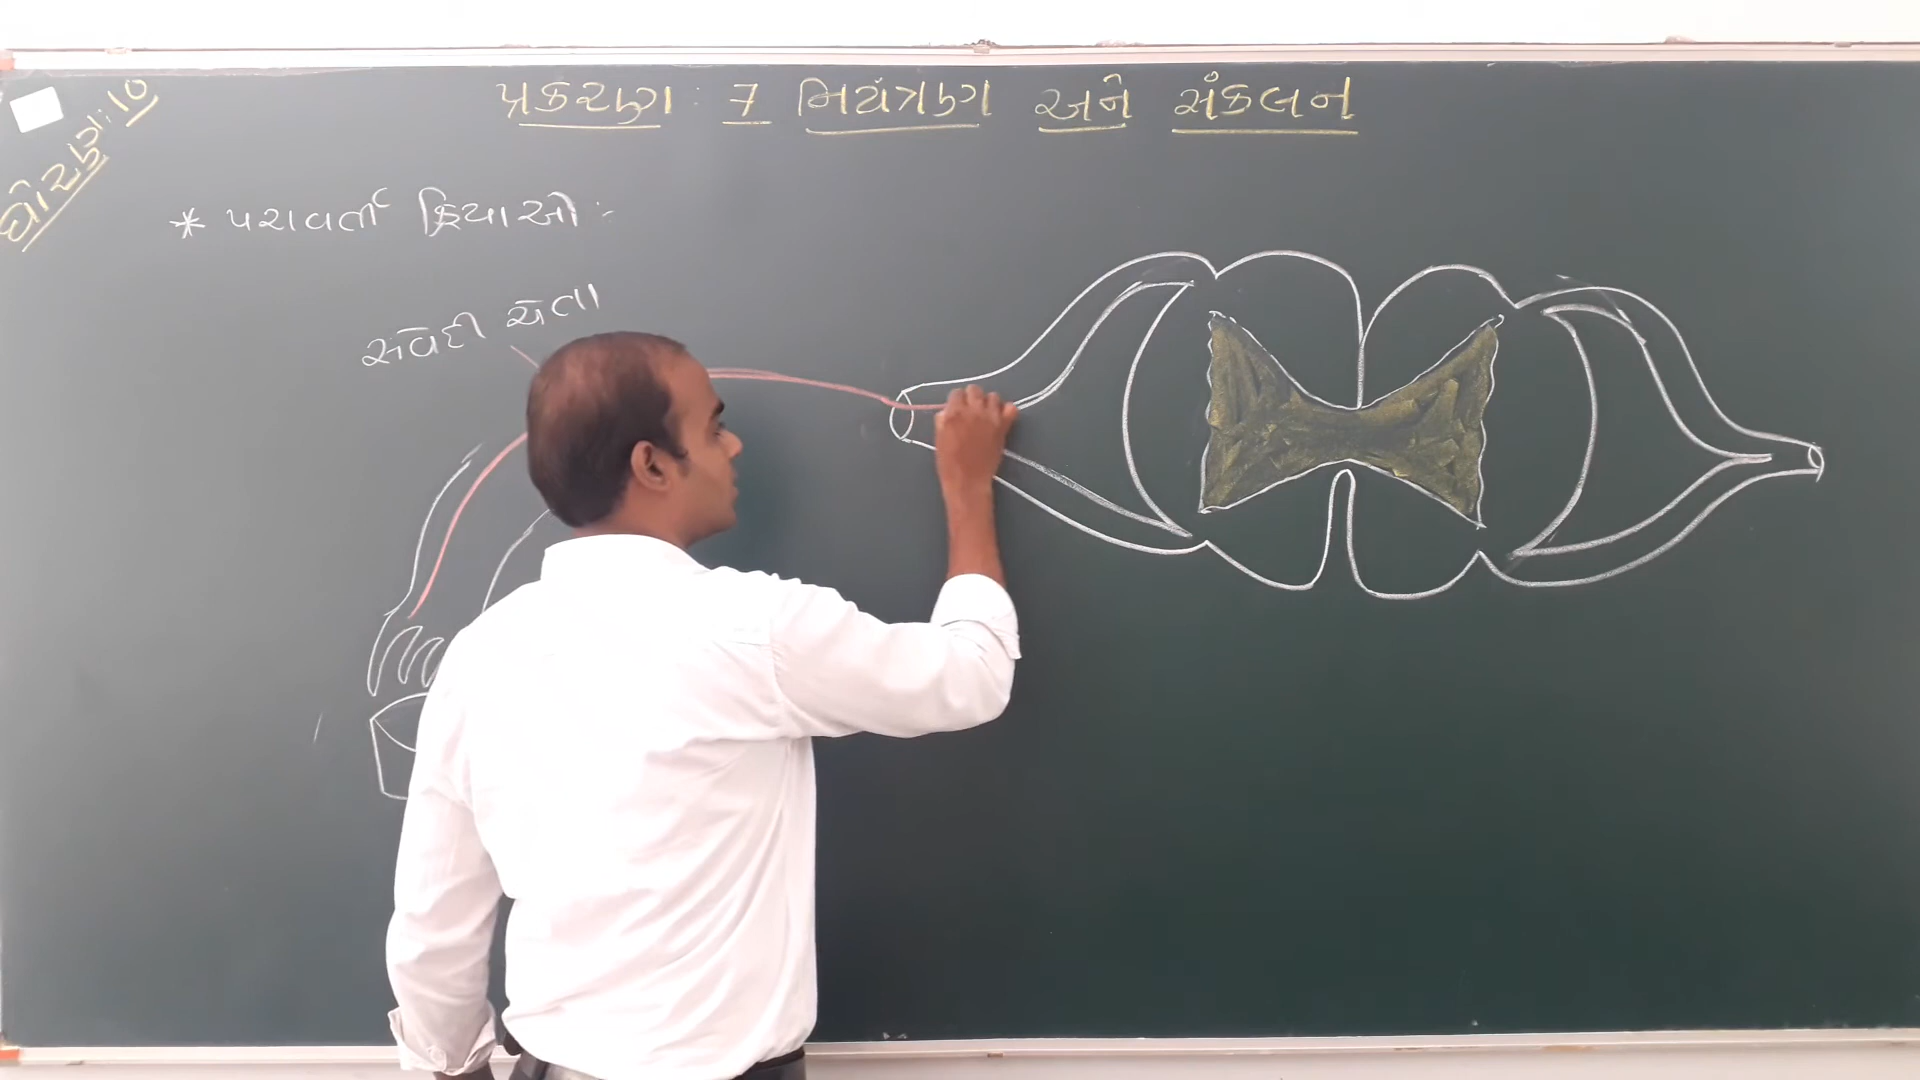 પ્રકરણ : 7 નિયંત્રણ અને સંકલન
ધોરણ: 10
* પરાવર્તી ક્રિયાઓ :-
સંવેદી ચેતા